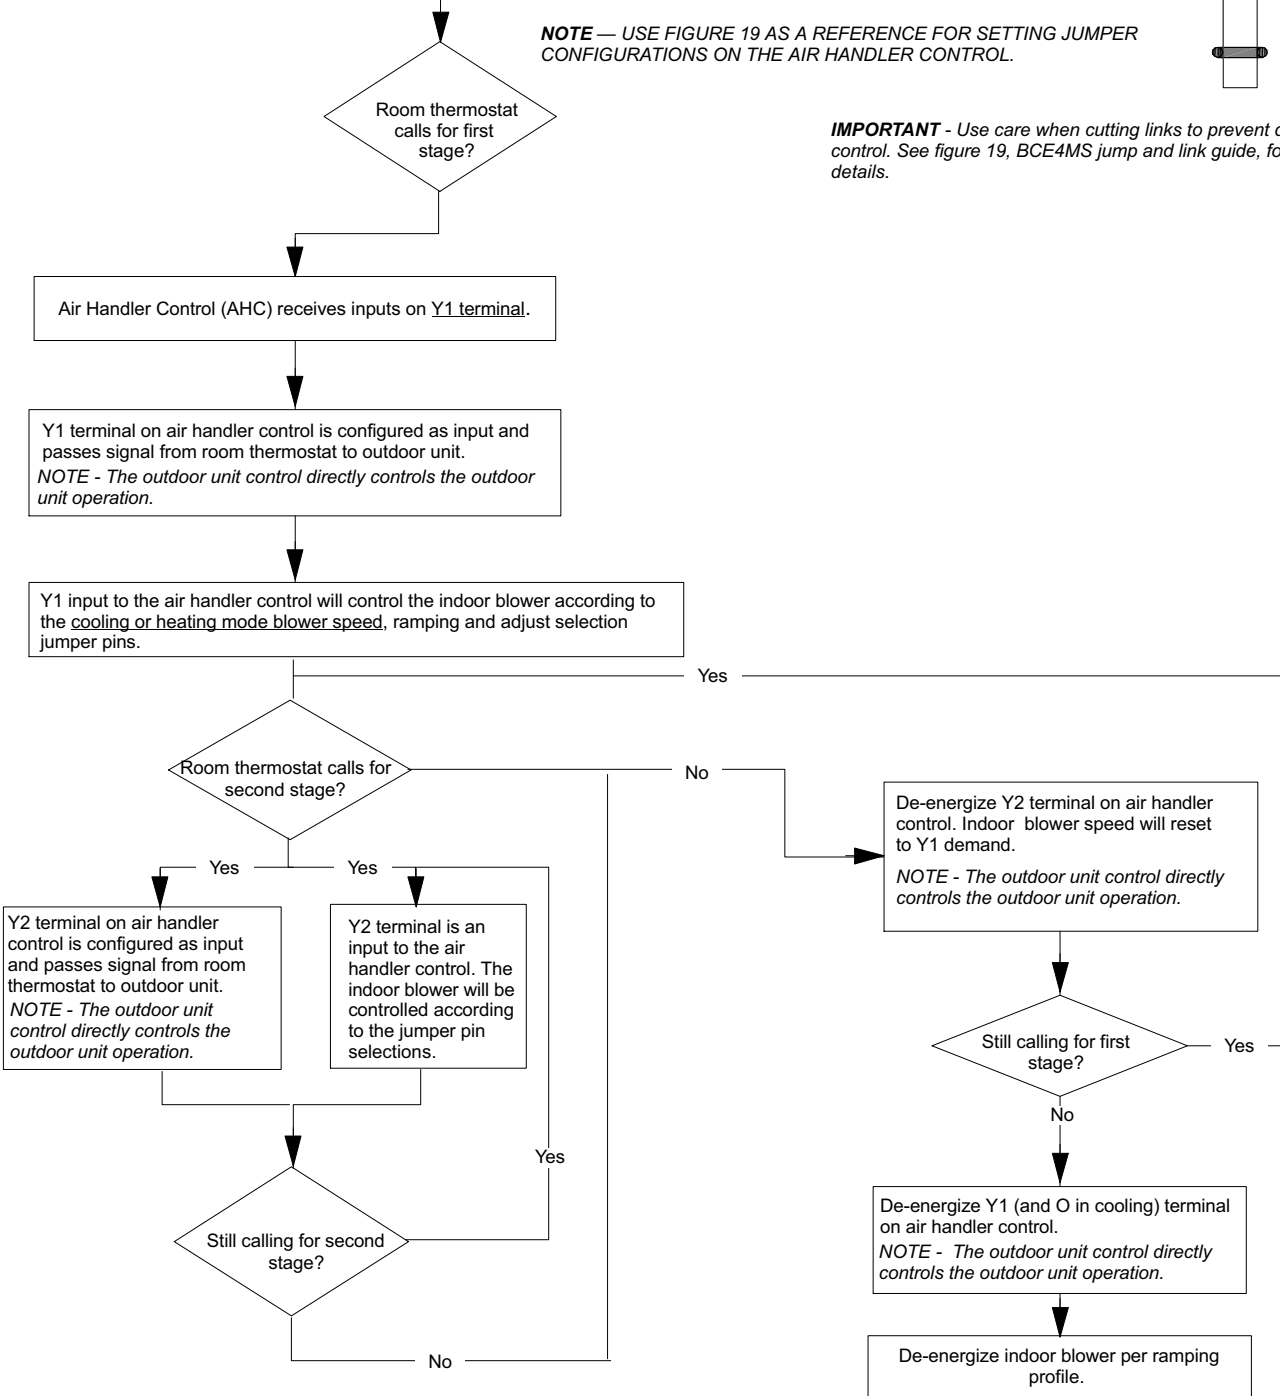 NOTE — USE FIGURE 19 AS A REFERENCE FOR SETTING JUMPER
CONFIGURATIONS ON THE AIR HANDLER CONTROL.
Room thermostat
calls for first
stage?
IMPORTANT - Use care when cutting links to prevent
control. See figure 19, BCE4MS jump and link guide,
details.
Air Handler Control (AHC) receives inputs on Y1 terminal.
Y1 terminal on air handler control is configured as input and
passes signal from room thermostat to outdoor unit.
NOTE - The outdoor unit control directly controls the outdoor
unit operation.
Y1 input to the air handler control will control the indoor blower according to
the cooling or heating mode blower speed, ramping and adjust selection
jumper pins.
Yes
Room thermostat calls for
second stage?
No
De-energize Y2 terminal on air handler
control. Indoor blower speed will reset
to Y1 demand.
NOTE - The outdoor unit control directly
controls the outdoor unit operation.
Yes
Yes
Y2 terminal on air handler
control is configured as input
and passes signal from room
thermostat to outdoor unit.
NOTE - The outdoor unit
control directly controls the
outdoor unit operation.
Y2 terminal is an
input to the air
handler control. The
indoor blower will be
controlled according
to the jumper pin
selections.
Still calling for first
stage?
Yes
No
Yes
Still calling for second
stage?
De-energize Y1 (and O in cooling) terminal
on air handler control.
NOTE - The outdoor unit control directly
controls the outdoor unit operation.
No
De-energize indoor blower per ramping
profile.